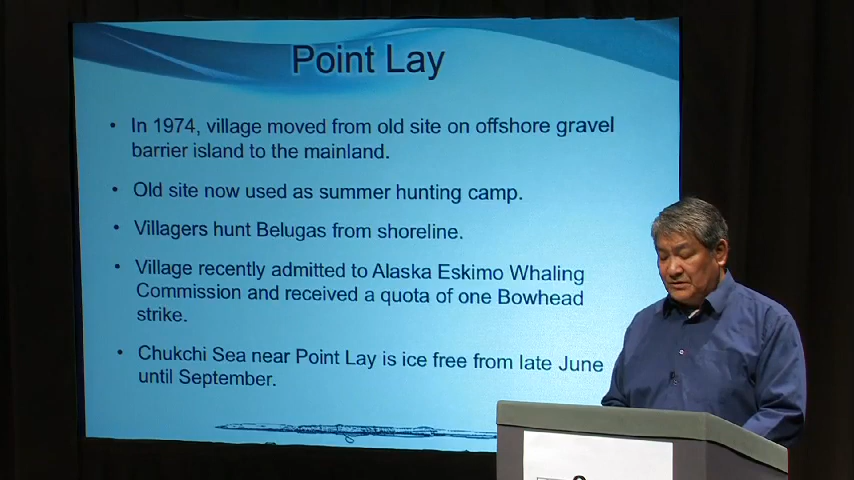 Point Lay
• In 1974, village moved from old site on offshore gravel
barrier island to the mainland.
• Old site now used as summer hunting camp.
• Villagers hunt Belugas from shoreline.
• Village recently admitted to Alaska Eskimo Whaling
Commission and received a quota of one Bowhead
strike.
• Chukchi Sea near Point Lay is ice free from late June
until September.